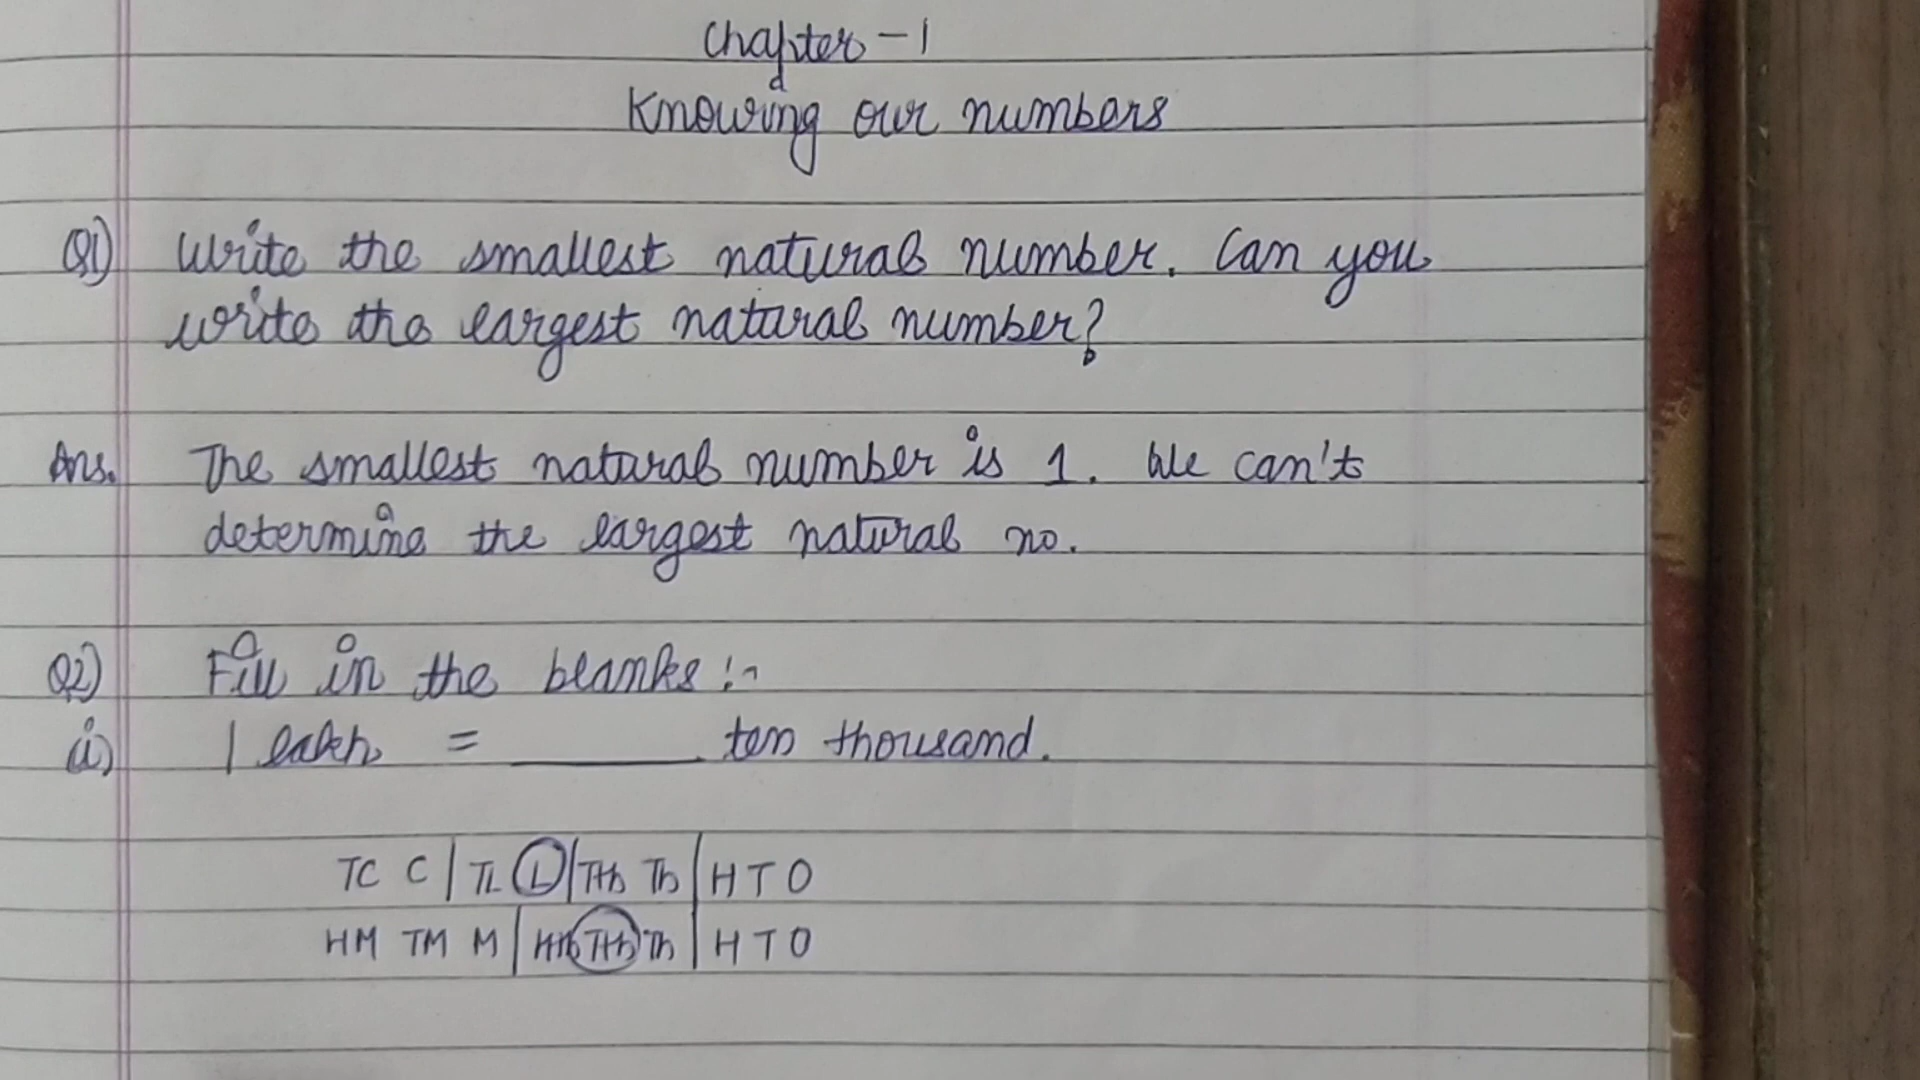 Chapter - 1
Knowing our numbers
Q1) Write the smallest natural number. Can you
write the largest natural number?
Ans. The smallest natural number is 1. We can't
determine the largest natural no.
Q2) Fill in the blanks :-
i) 1 lakh = ______ ten thousand.
TC C | TL L | TTh Th | H T O
HM TM M | HTh TTh Th | H T O